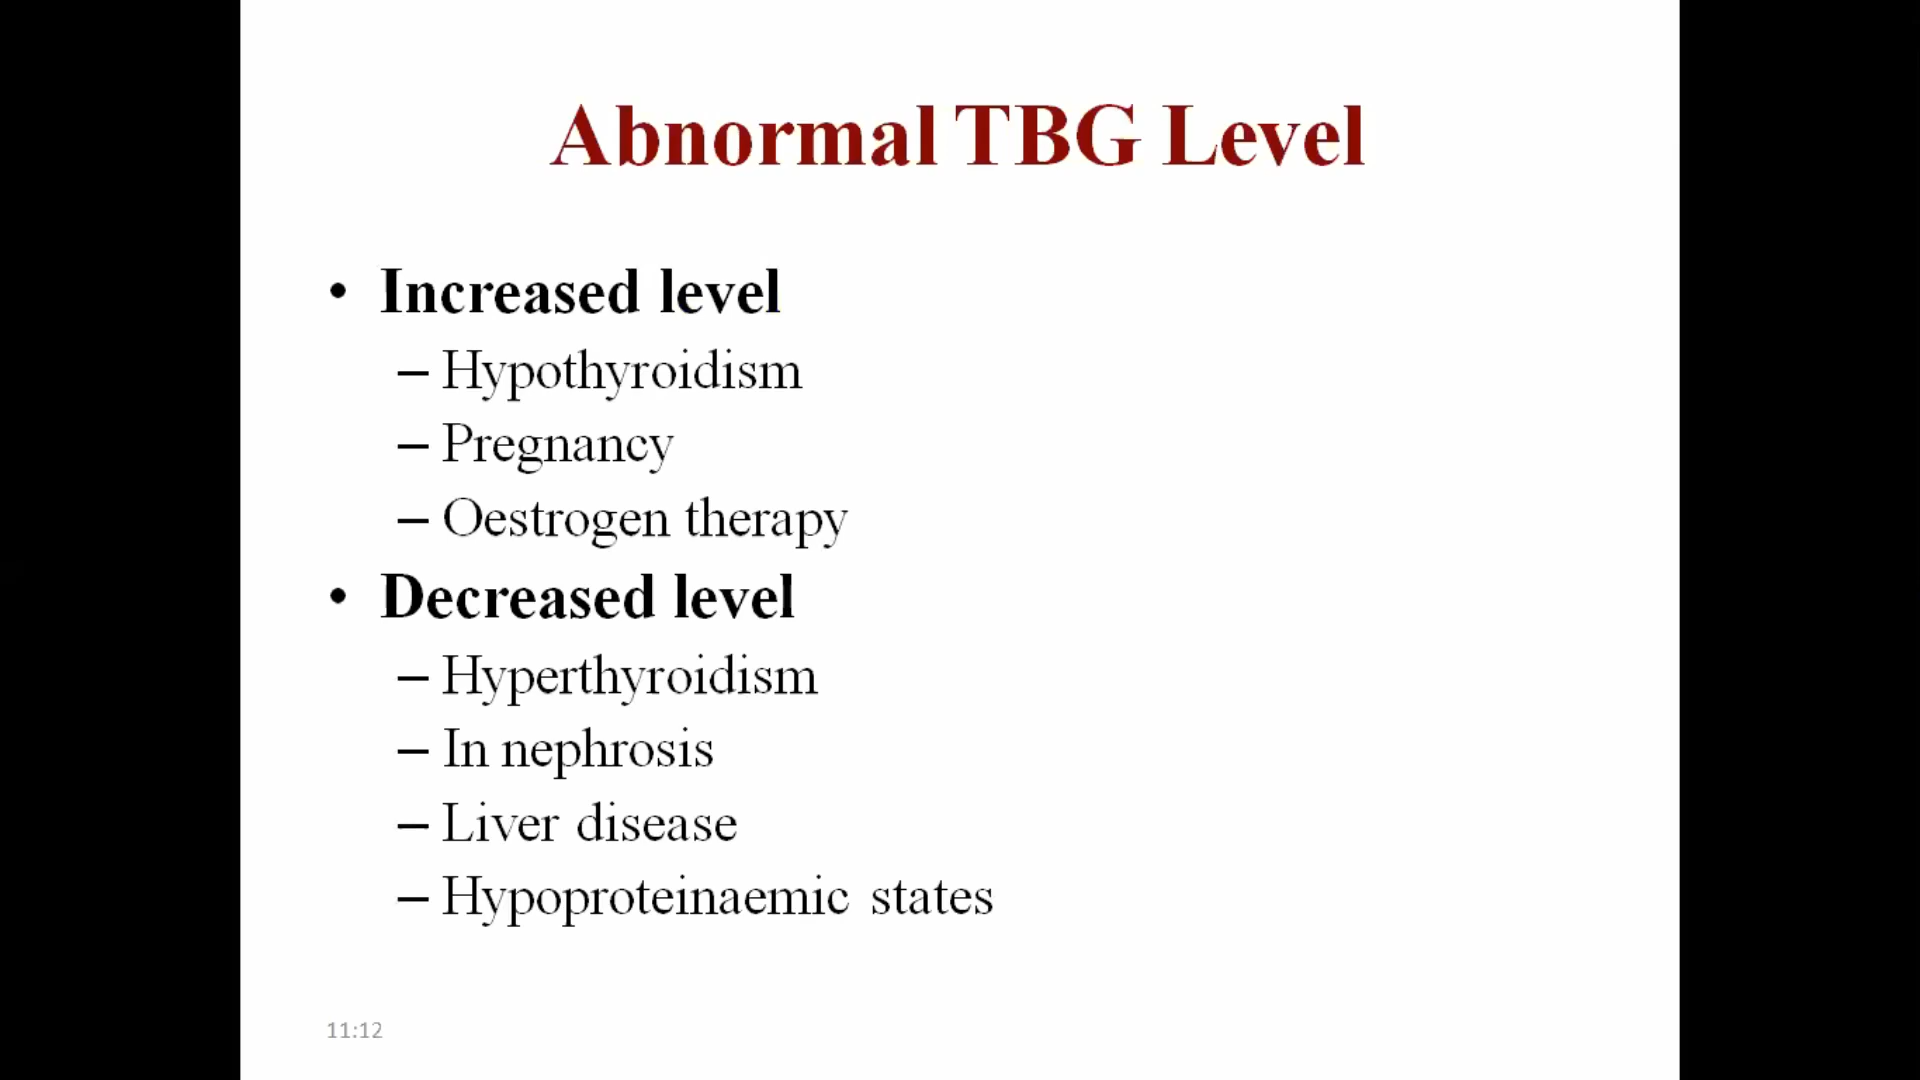 Abnormal TBG Level
• Increased level
– Hypothyroidism
– Pregnancy
– Oestrogen therapy
• Decreased level
– Hyperthyroidism
– In nephrosis
– Liver disease
– Hypoproteinaemic states
11:12